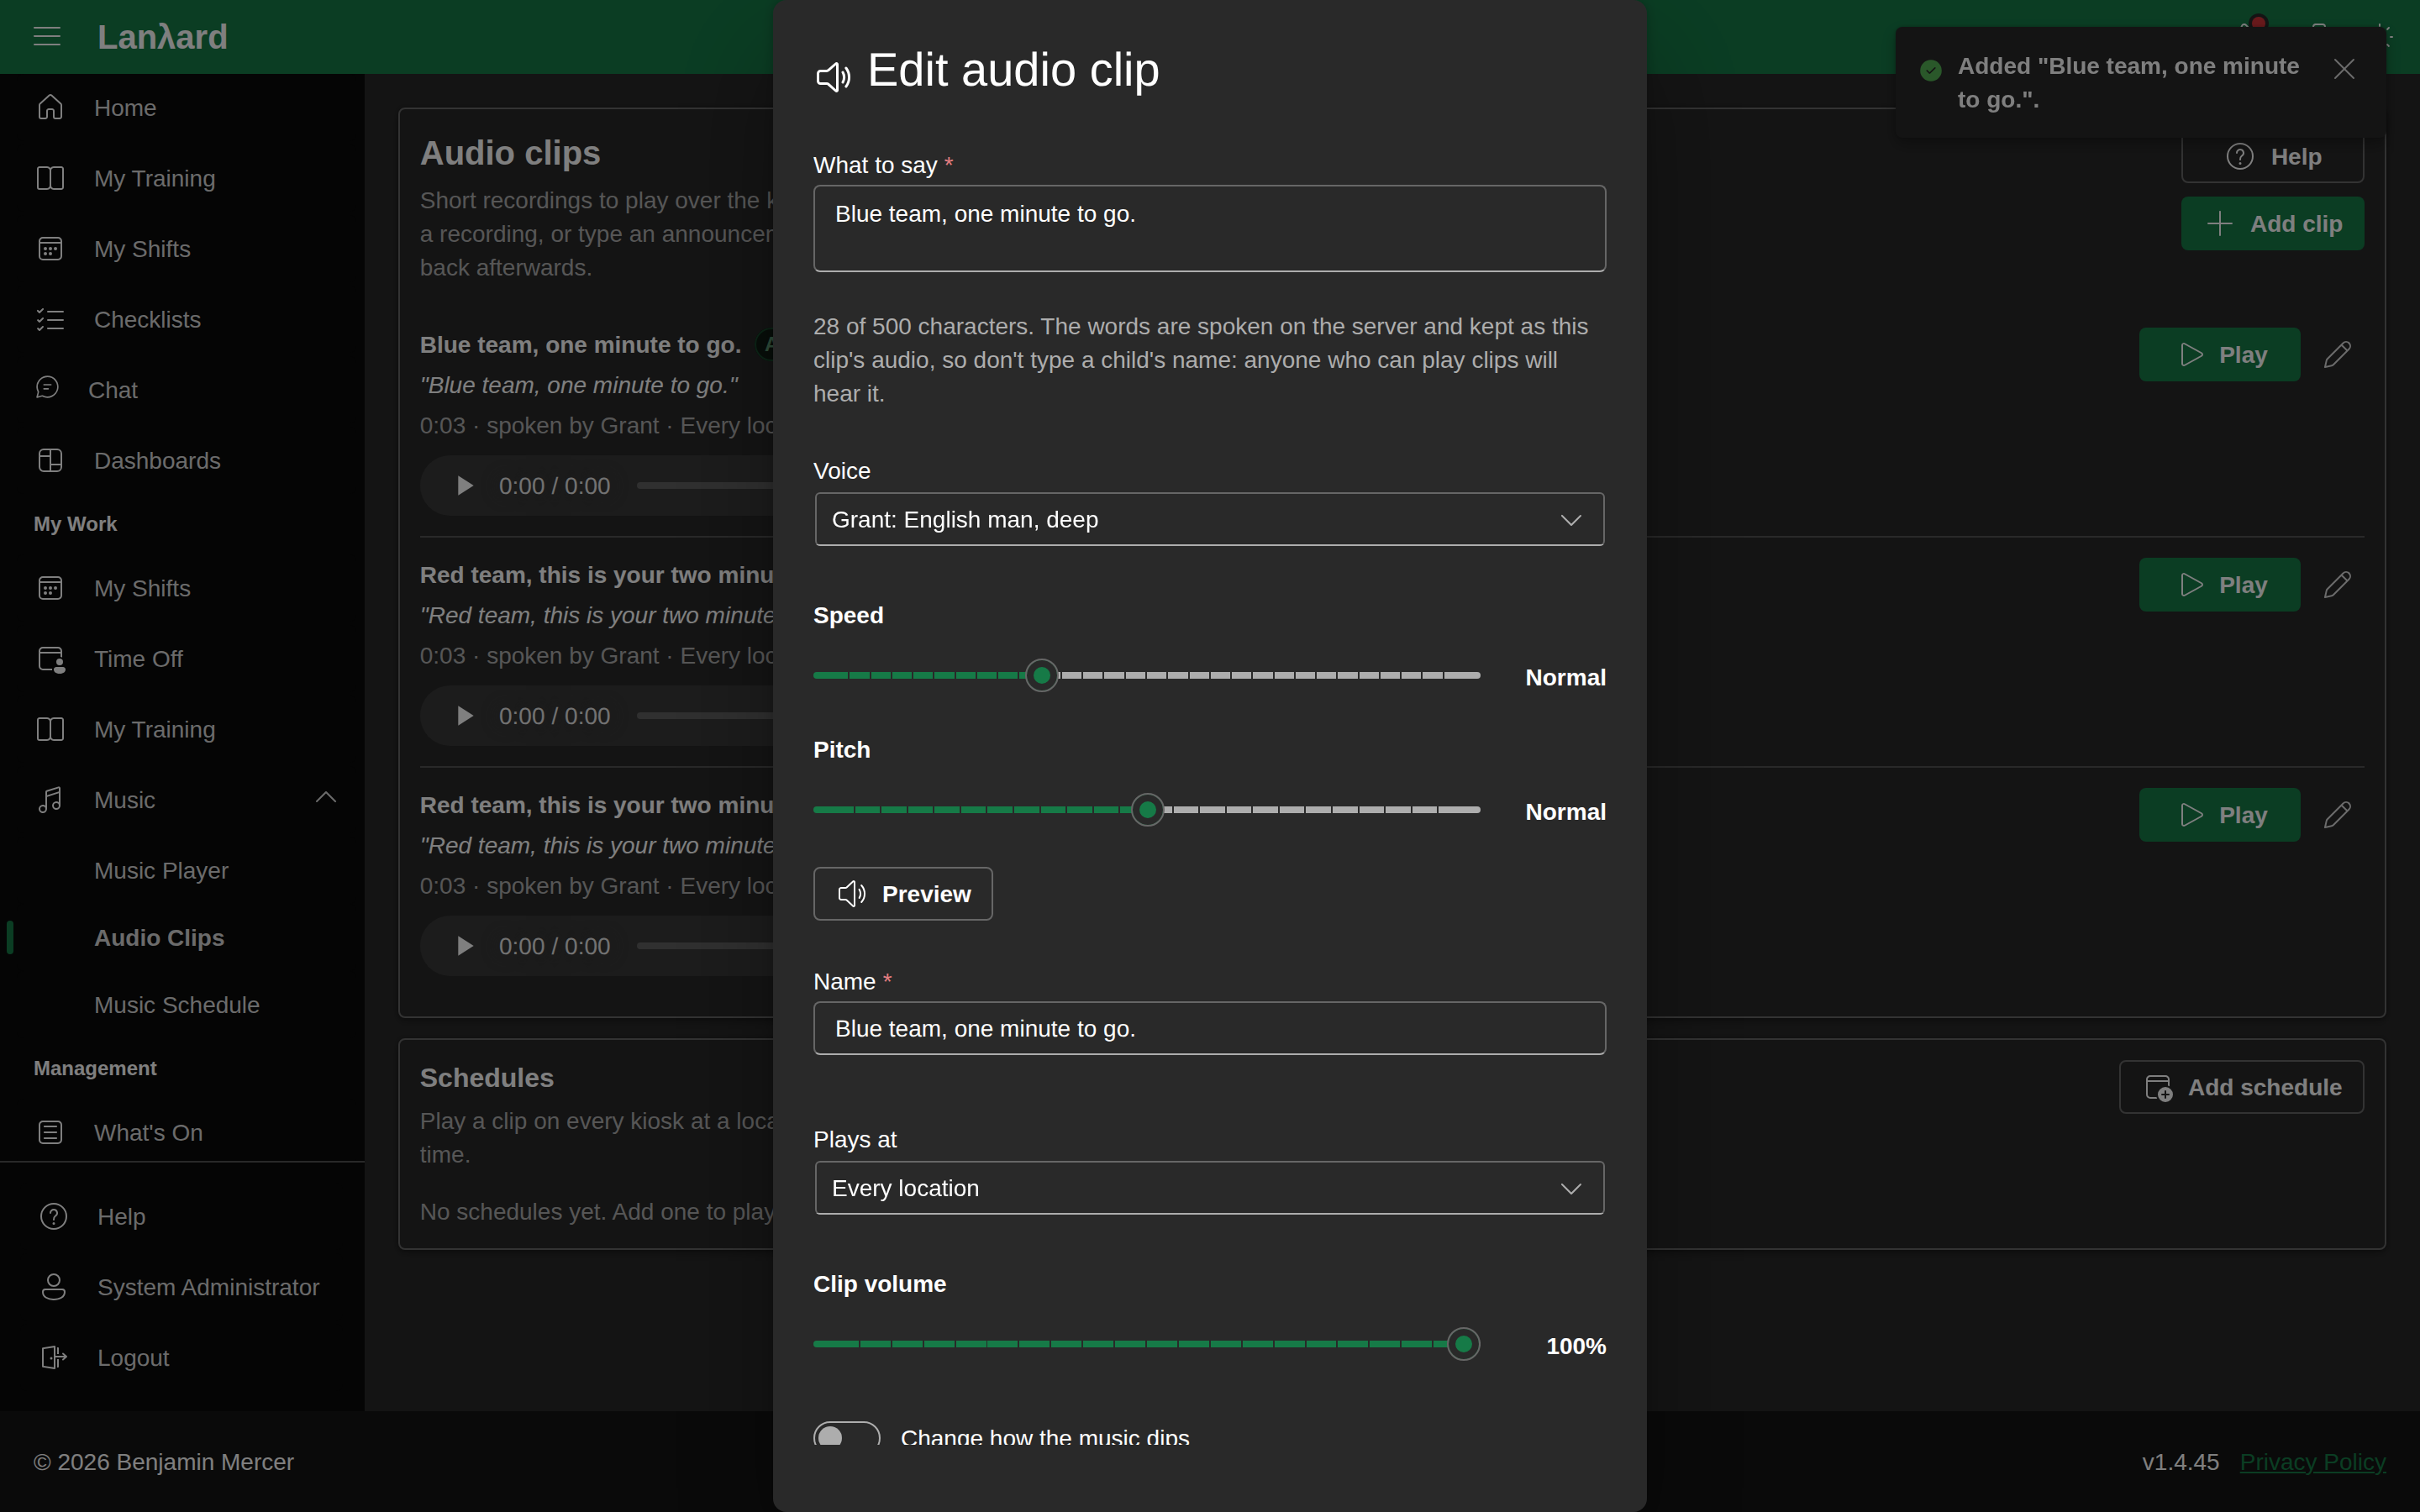 Lanλard
Home
My Training
My Shifts
Checklists
Chat
Dashboards
My Work
My Shifts
Time Off
My Training
Music
Music Player
Audio Clips
Music Schedule
Management
What's On
Help
System Administrator
Logout
© 2026 Benjamin Mercer
Audio clips
Short recordings to play over the
a recording, or type an
back afterwards.
Blue team, one minute to go.
"Blue team, one minute to go."
0:03 · spoken by Grant · Every
0:00 / 0:00
Red team, this is your two
"Red team, this is your two minute
0:03 · spoken by Grant · Every
0:00 / 0:00
Red team, this is your two
"Red team, this is your two minute
0:03 · spoken by Grant · Every
0:00 / 0:00
Schedules
Play a clip on every kiosk at a
time.
No schedules yet. Add one to play
Edit audio clip
What to say *
Blue team, one minute to go.
28 of 500 characters. The words are spoken on the server and kept as this
clip's audio, so don't type a child's name: anyone who can play clips will
hear it.
Voice
Grant: English man, deep
Speed
Normal
Pitch
Normal
Preview
Name *
Blue team, one minute to go.
Plays at
Every location
Clip volume
100%
Change how the music dips
Added "Blue team, one minute
to go.".
Help
Add clip
Play
Play
Play
Add schedule
v1.4.45 Privacy Policy